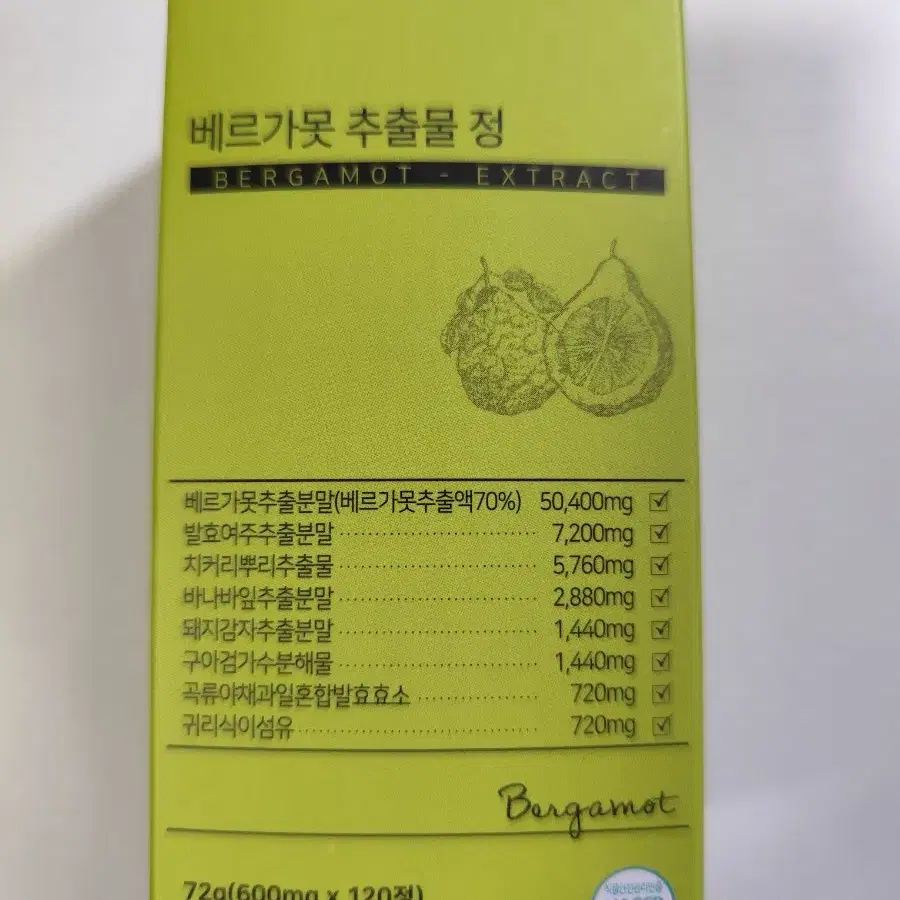 베르가못 추출물 정
BERGAMOT - EXTRACT
베르가못추출분말(베르가못추출액70%) 50,400mg
발효여주추출분말 7,200mg
치커리뿌리추출물 5,760mg
바나바잎추출분말 2,880mg
돼지감자추출분말 1,440mg
구아검가수분해물 1,440mg
곡류야채과일혼합발효효소 720mg
귀리식이섬유 720mg
Bergamot
72g(600mg x 120정)